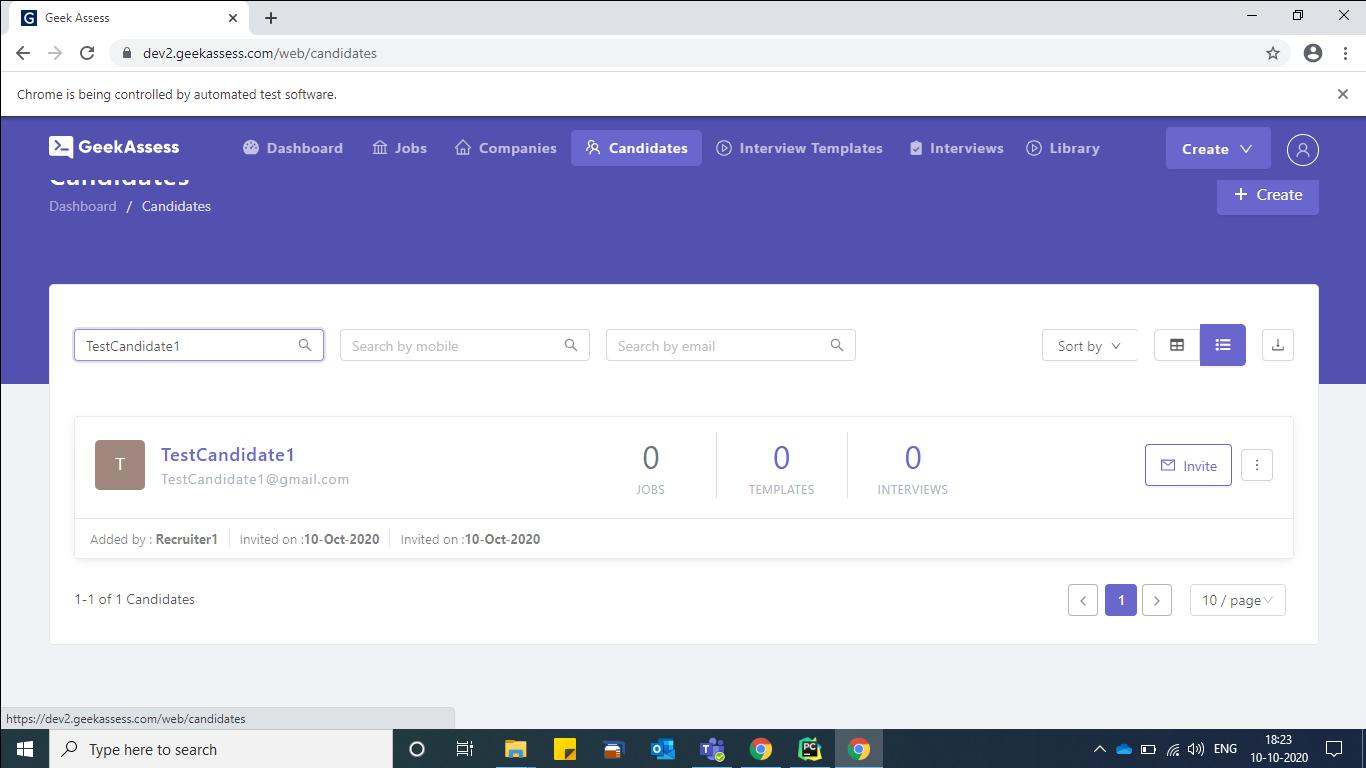 G Geek Assess
dev2.geekassess.com/web/candidates
Chrome is being controlled by automated test software.
GeekAssess Dashboard Jobs Companies Candidates Interview Templates Interviews Library Create
Candidates
Dashboard / Candidates
+ Create
TestCandidate1 Search by mobile Search by email Sort by
T
TestCandidate1
TestCandidate1@gmail.com
0 0 0
JOBS TEMPLATES INTERVIEWS
Invite
Added by : Recruiter1 Invited on :10-Oct-2020 Invited on :10-Oct-2020
1-1 of 1 Candidates 1 10 / page
https://dev2.geekassess.com/web/candidates
Type here to search
PC
ENG
18:23
10-10-2020